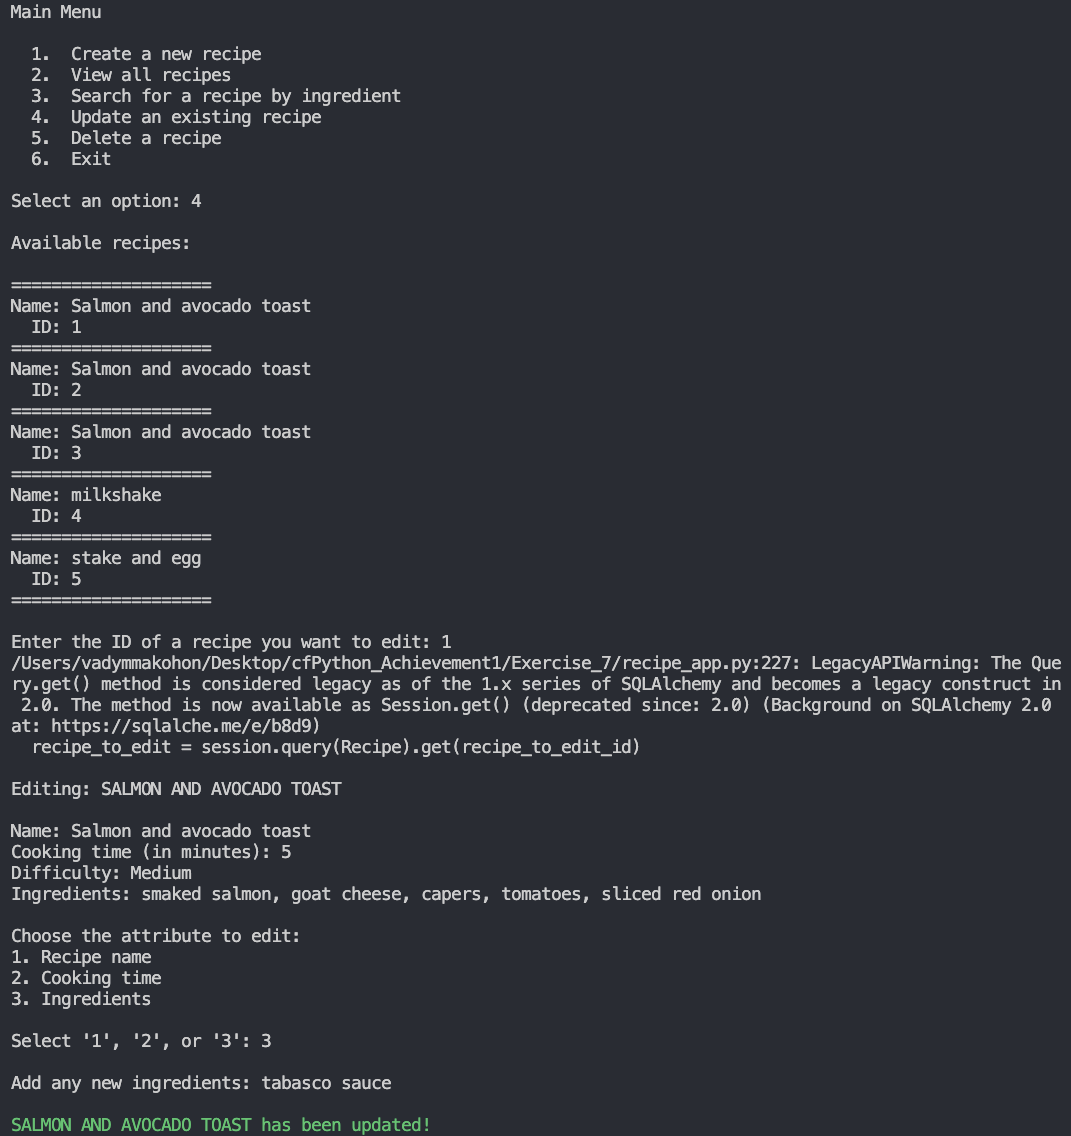 Main Menu
1. Create a new recipe
2. View all recipes
3. Search for a recipe by ingredient
4. Update an existing recipe
5. Delete a recipe
6. Exit
Select an option: 4
Available recipes:
====================
Name: Salmon and avocado toast
ID: 1
====================
Name: Salmon and avocado toast
ID: 2
====================
Name: Salmon and avocado toast
ID: 3
====================
Name: milkshake
ID: 4
====================
Name: stake and egg
ID: 5
====================
Enter the ID of a recipe you want to edit: 1
/Users/vadymmakohon/Desktop/cfPython_Achievement1/Exercise_7/recipe_app.py:227: LegacyAPIWarning: The Que
ry.get() method is considered legacy as of the 1.x series of SQLAlchemy and becomes a legacy construct in
2.0. The method is now available as Session.get() (deprecated since: 2.0) (Background on SQLAlchemy 2.0
at: https://sqlalche.me/e/b8d9)
recipe_to_edit = session.query(Recipe).get(recipe_to_edit_id)
Editing: SALMON AND AVOCADO TOAST
Name: Salmon and avocado toast
Cooking time (in minutes): 5
Difficulty: Medium
Ingredients: smaked salmon, goat cheese, capers, tomatoes, sliced red onion
Choose the attribute to edit:
1. Recipe name
2. Cooking time
3. Ingredients
Select '1', '2', or '3': 3
Add any new ingredients: tabasco sauce
SALMON AND AVOCADO TOAST has been updated!